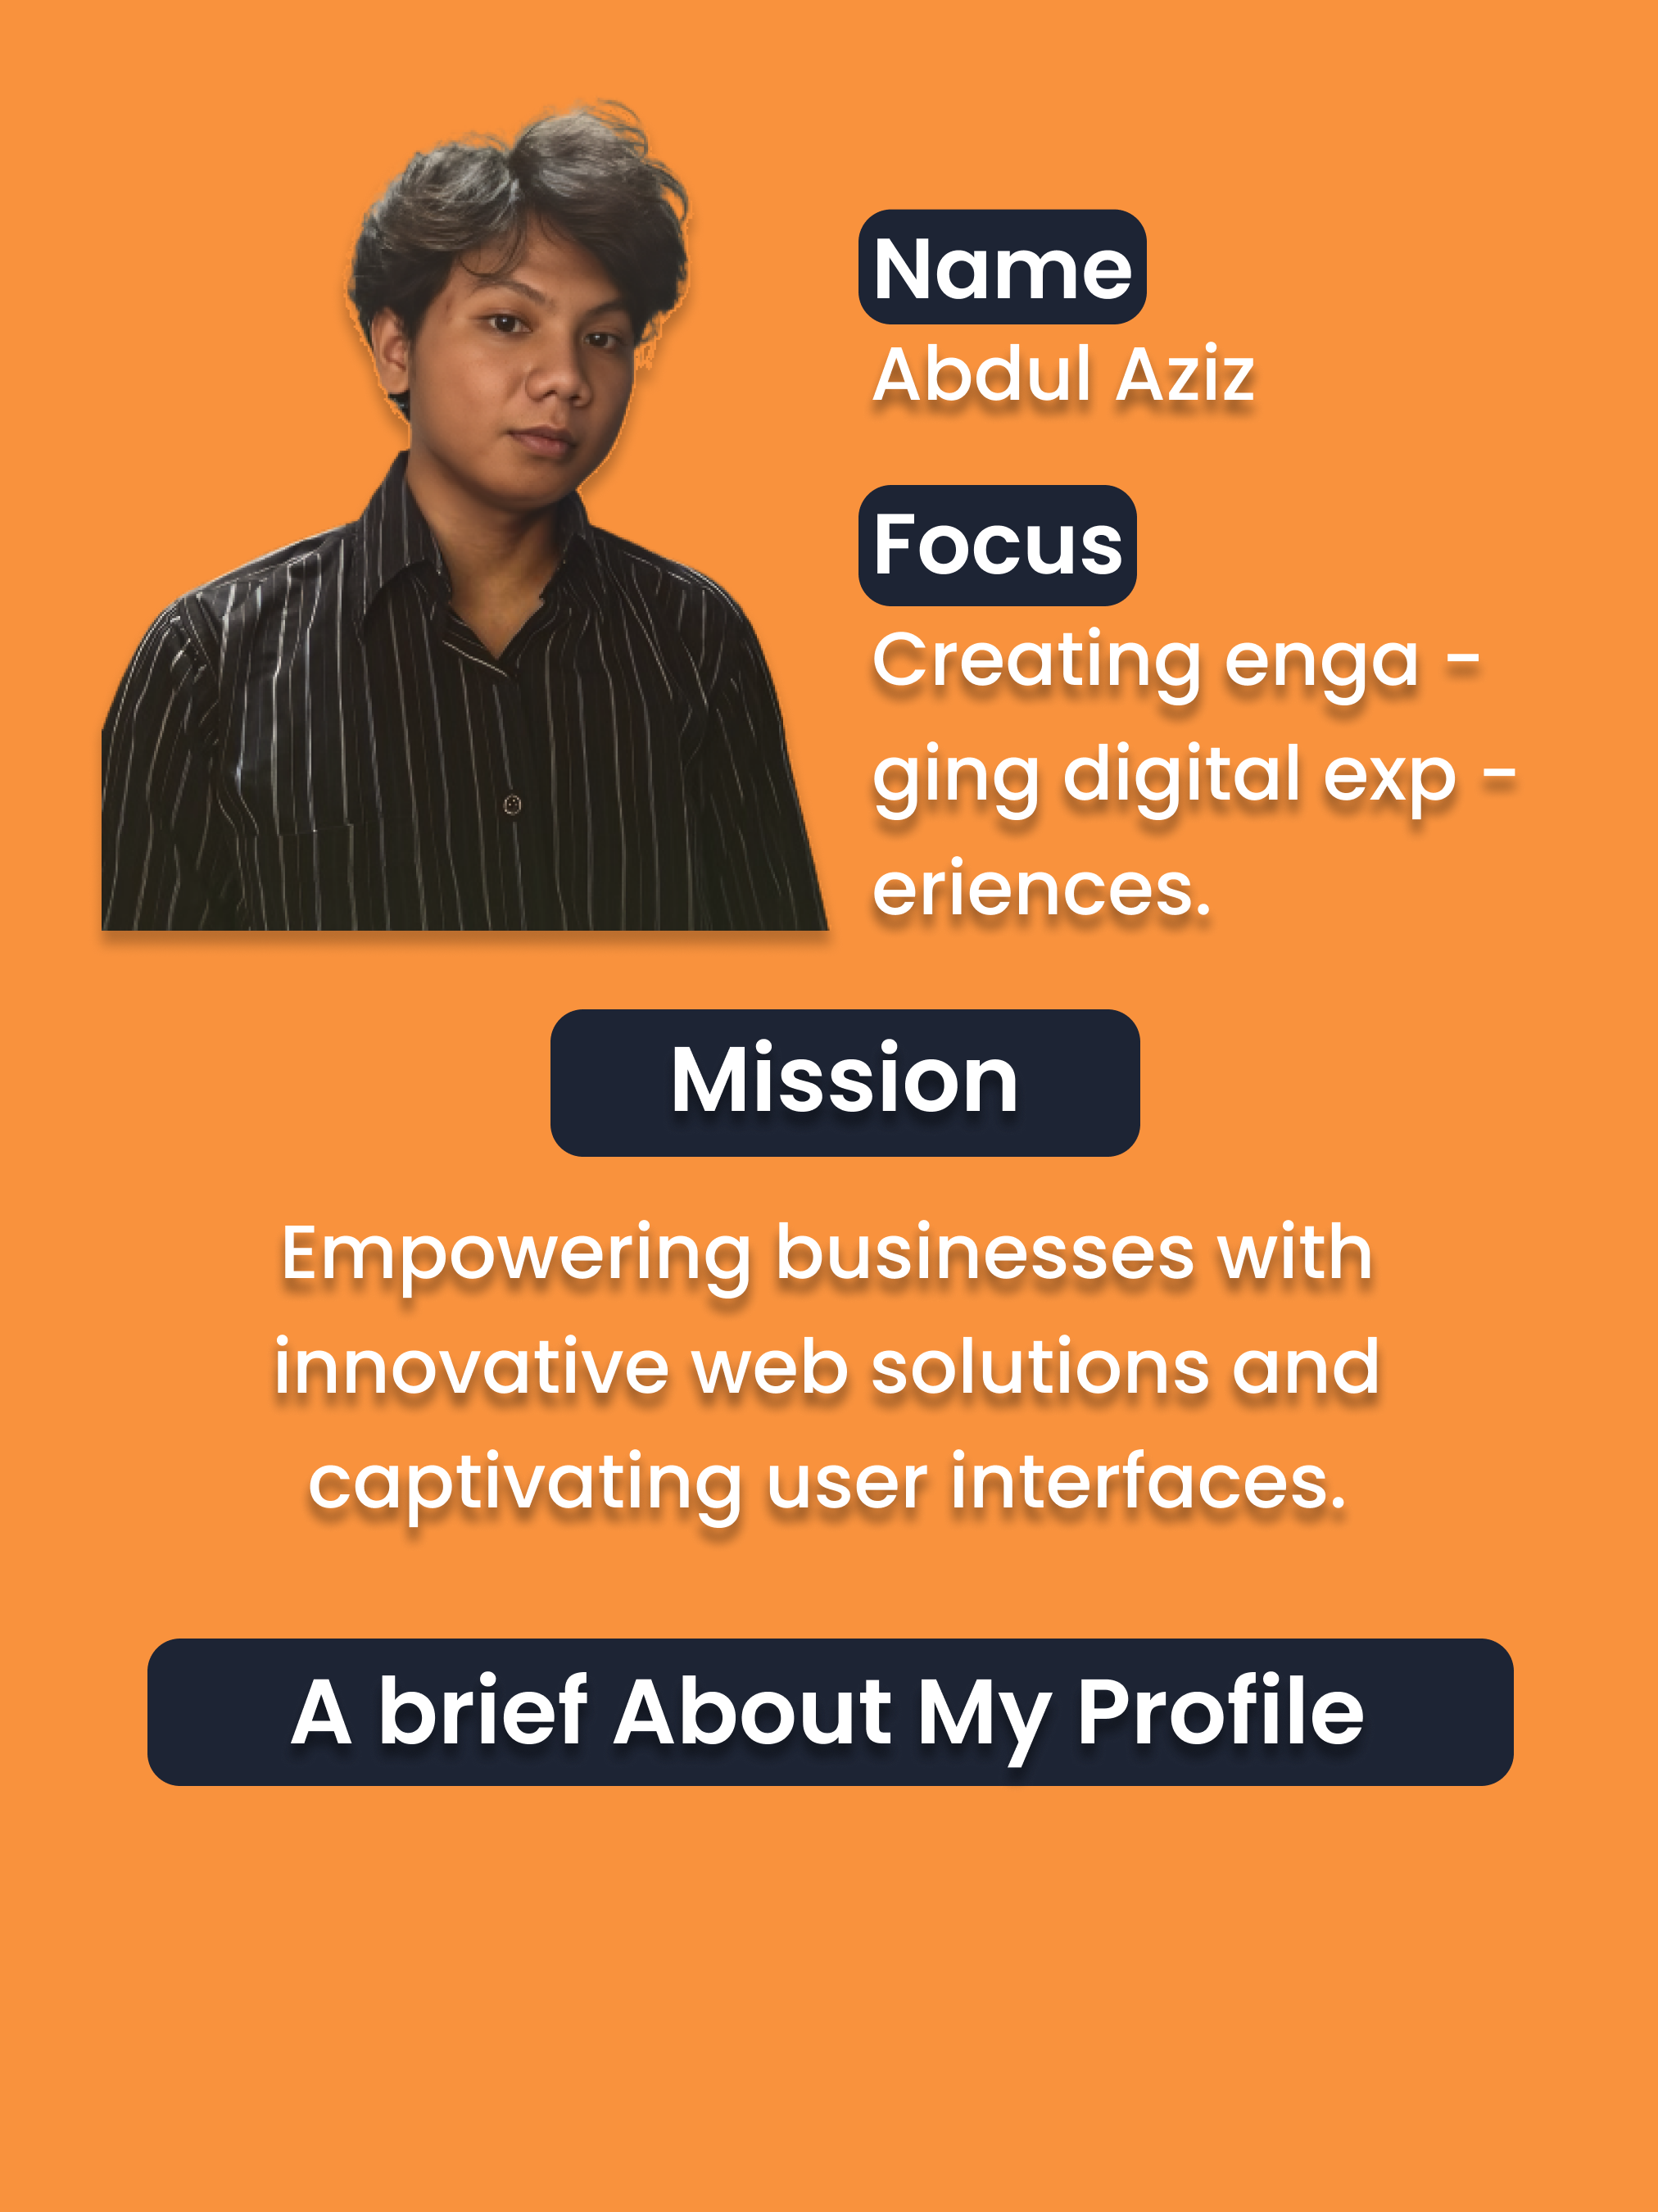 Name
Abdul Aziz
Focus
Creating enga -
ging digital exp -
eriences.
Mission
Empowering businesses with
innovative web solutions and
captivating user interfaces.
A brief About My Profile